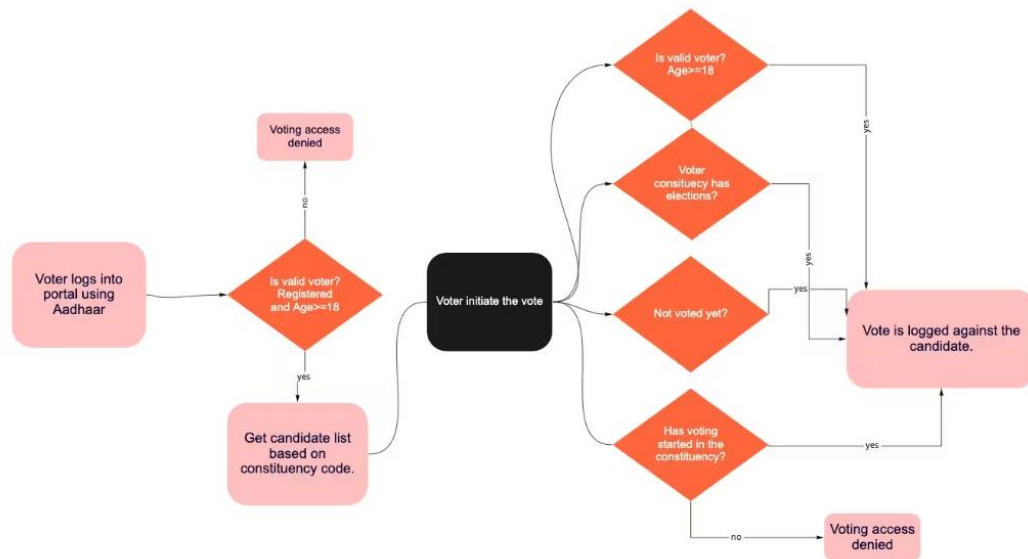 Voter logs into
portal using
Aadhaar
Voting access
denied
no
Is valid voter?
Registered
and Age>=18
yes
Get candidate list
based on
constituency code.
Voter initiate the vote
Is valid voter?
Age>=18
yes
Voter
consituecy has
elections?
yes
Not voted yet?
yes
Has voting
started in the
constituency?
yes
no
Voting access
denied
Vote is logged against the
candidate.